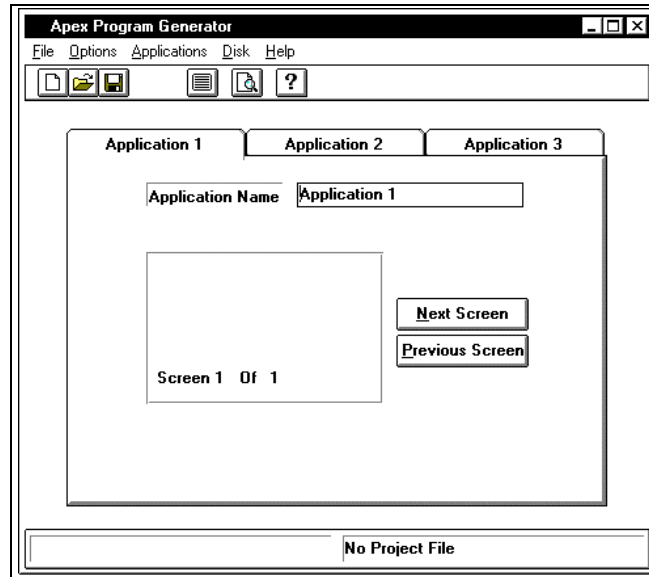 Apex Program Generator
File Options Applications Disk Help
?
Application 1 Application 2 Application 3
Application Name Application 1
Next Screen
Previous Screen
Screen 1 Of 1
No Project File